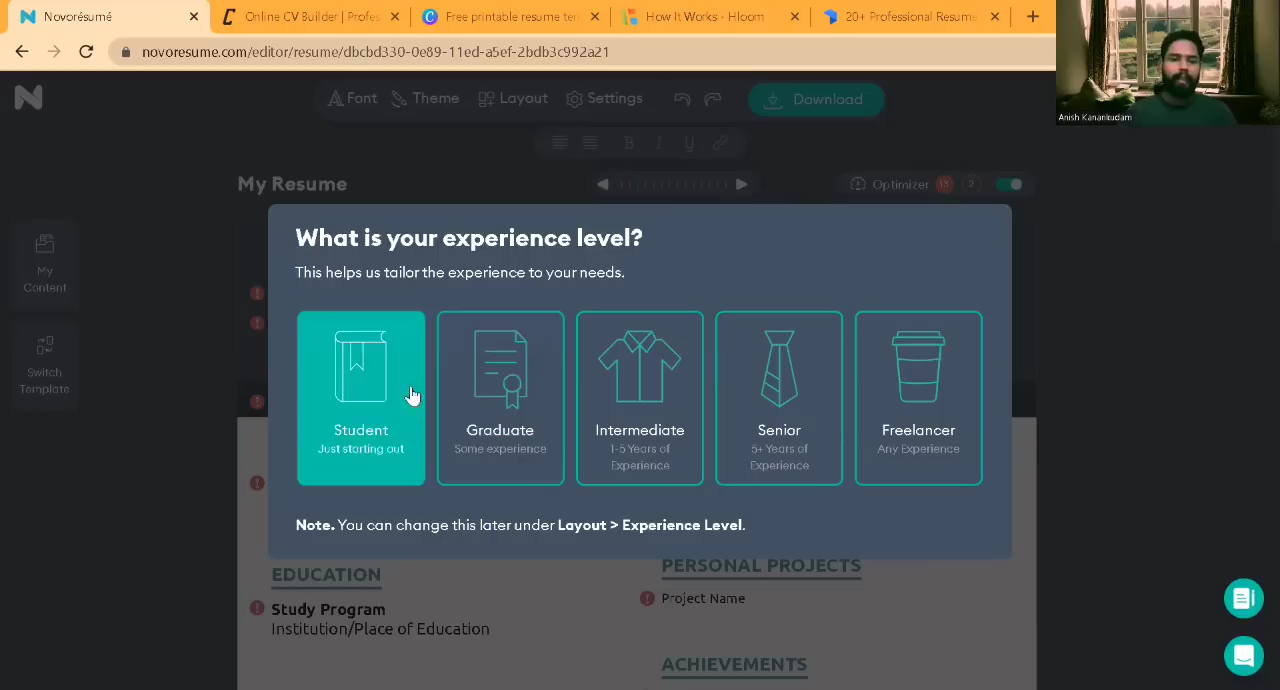 Novorésumé
Online CV Builder | Profes
Free printable resume ten
How It Works - Hloom
20+ Professional Resume
novoresume.com/editor/resume/dbcbd330-0e89-11ed-a5ef-2bdb3c992a21
Anish Kanankudam
N
Font
Theme
Layout
Settings
Download
B I U
My Resume
Optimizer 13 2
What is your experience level?
This helps us tailor the experience to your needs.
My
Content
Switch
Template
Student
Just starting out
Graduate
Some experience
Intermediate
1-5 Years of
Experience
Senior
5+ Years of
Experience
Freelancer
Any Experience
Note. You can change this later under Layout > Experience Level.
EDUCATION
Study Program
Institution/Place of Education
PERSONAL PROJECTS
Project Name
ACHIEVEMENTS